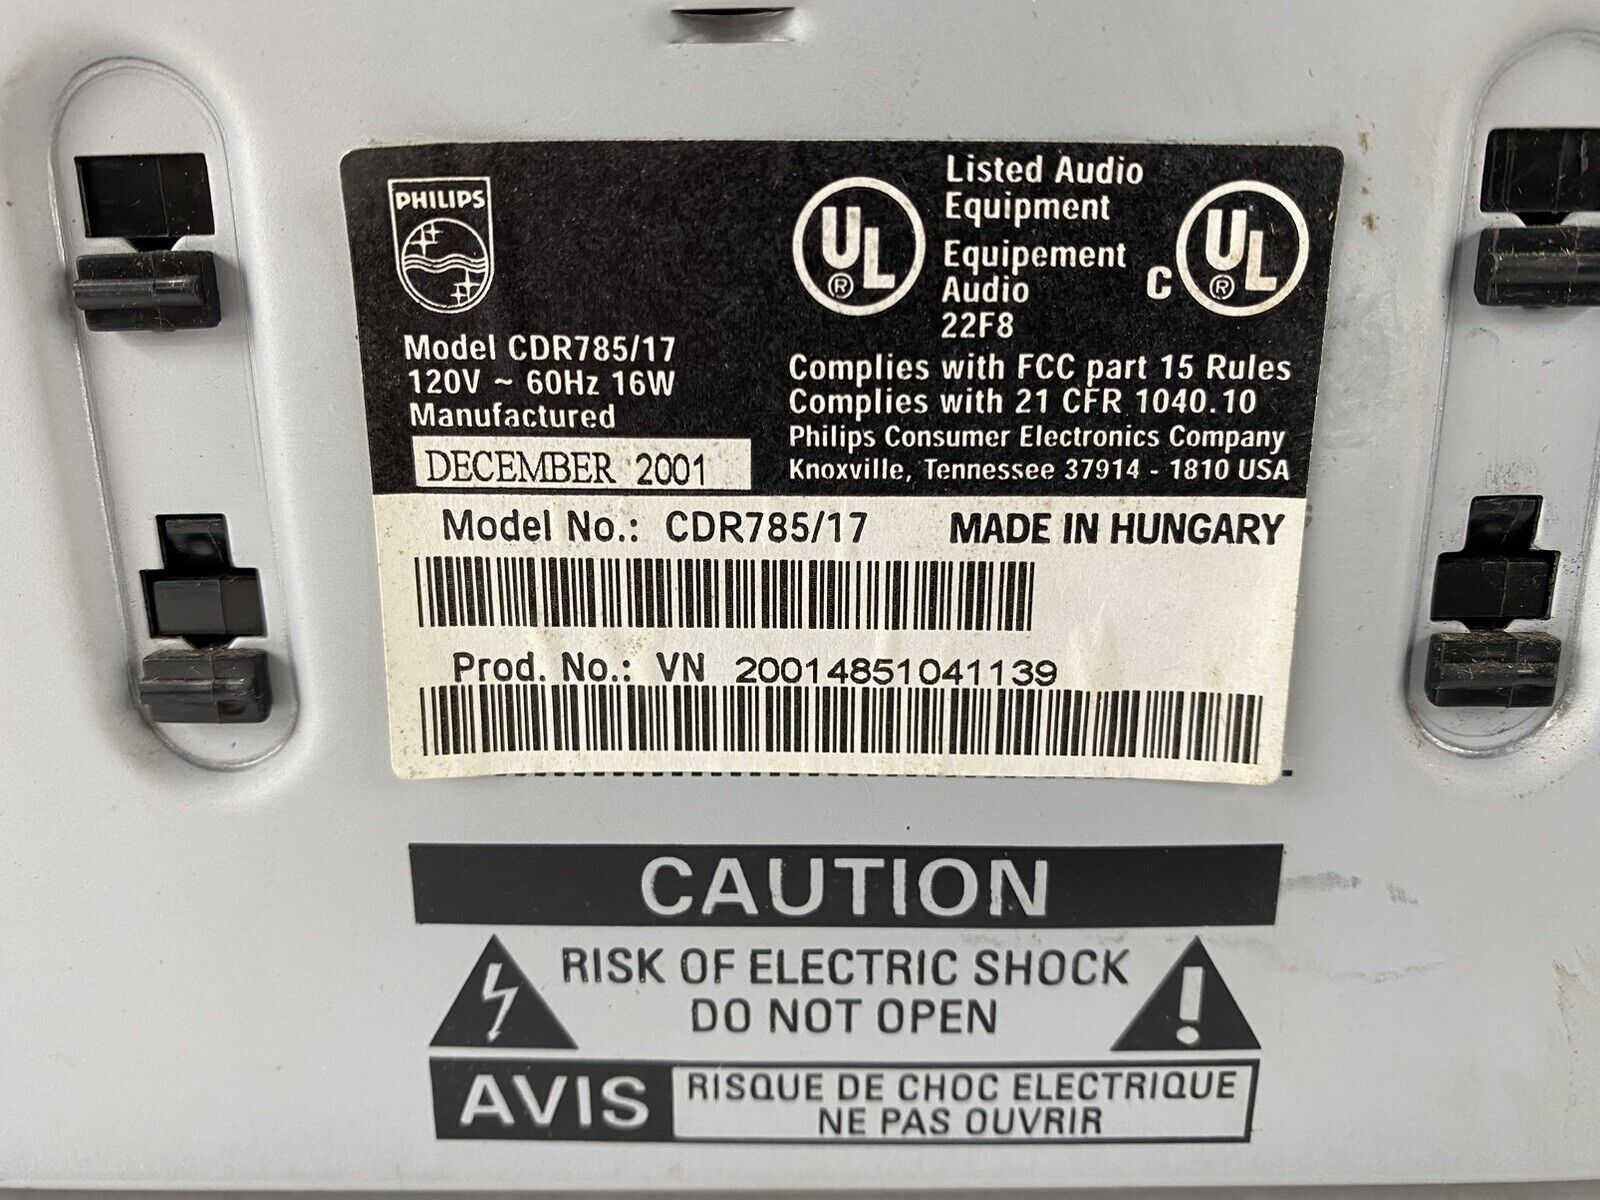 PHILIPS
Model CDR785/17
120V ~ 60Hz 16W
Manufactured
DECEMBER 2001
UL
®
Listed Audio
Equipment
Equipement
Audio
22F8
C UL
®
Complies with FCC part 15 Rules
Complies with 21 CFR 1040.10
Philips Consumer Electronics Company
Knoxville, Tennessee 37914 - 1810 USA
Model No.: CDR785/17 MADE IN HUNGARY
Prod. No.: VN 20014851041139
CAUTION
RISK OF ELECTRIC SHOCK
DO NOT OPEN
AVIS
RISQUE DE CHOC ELECTRIQUE
NE PAS OUVRIR